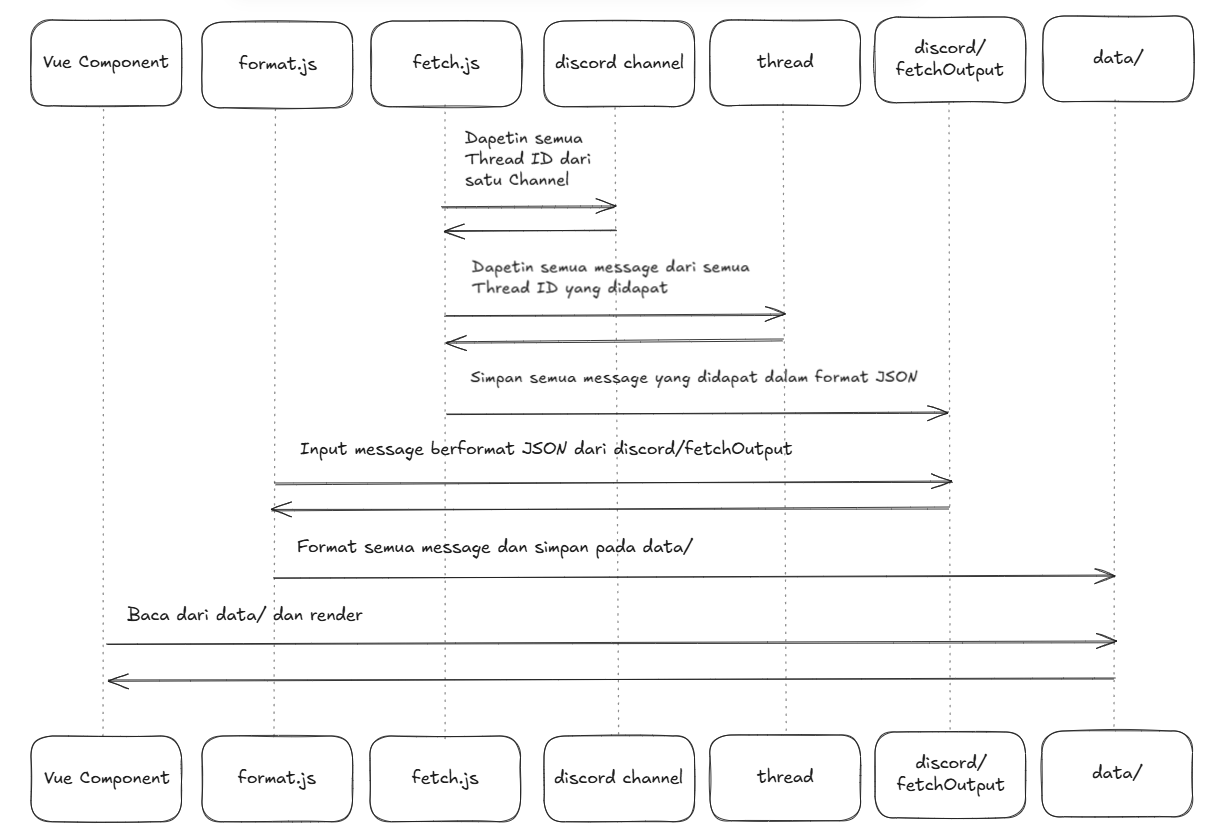 Vue Component
format.js
fetch.js
discord channel
thread
discord/
fetchOutput
data/
Dapetin semua
Thread ID dari
satu Channel
Dapetin semua message dari semua
Thread ID yang didapat
Simpan semua message yang didapat dalam format JSON
Input message berformat JSON dari discord/fetchOutput
Format semua message dan simpan pada data/
Baca dari data/ dan render
Vue Component
format.js
fetch.js
discord channel
thread
discord/
fetchOutput
data/